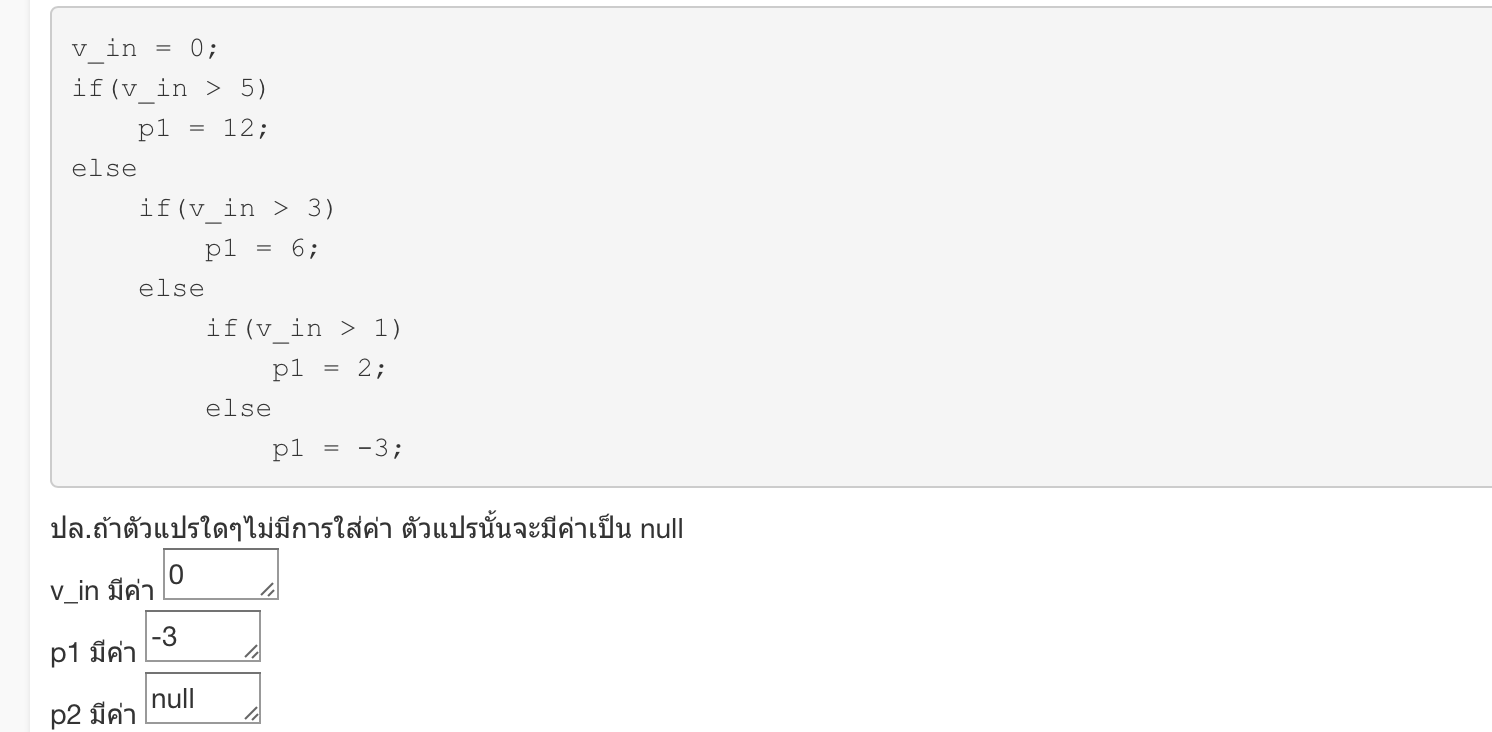 v_in = 0;
if(v_in > 5)
    p1 = 12;
else
    if(v_in > 3)
        p1 = 6;
    else
        if(v_in > 1)
            p1 = 2;
        else
            p1 = -3;
ปล.ถ้าตัวแปรใดๆไม่มีการใส่ค่า ตัวแปรนั้นจะมีค่าเป็น null
v_in มีค่า 0
p1 มีค่า -3
p2 มีค่า null